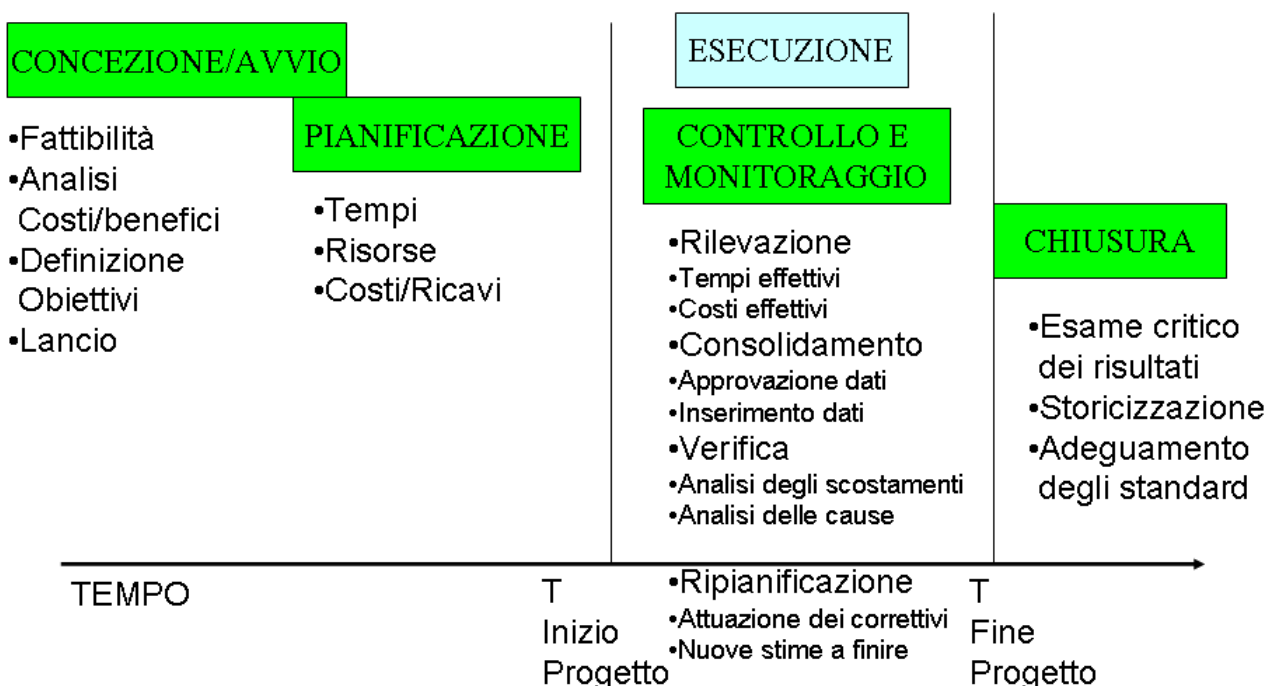 CONCEZIONE/AVVIO
•Fattibilità
•Analisi
Costi/benefici
•Definizione
Obiettivi
•Lancio
PIANIFICAZIONE
•Tempi
•Risorse
•Costi/Ricavi
ESECUZIONE
CONTROLLO E
MONITORAGGIO
•Rilevazione
•Tempi effettivi
•Costi effettivi
•Consolidamento
•Approvazione dati
•Inserimento dati
•Verifica
•Analisi degli scostamenti
•Analisi delle cause
•Ripianificazione
•Attuazione dei correttivi
•Nuove stime a finire
CHIUSURA
•Esame critico
dei risultati
•Storicizzazione
•Adeguamento
degli standard
TEMPO
T
Inizio
Progetto
T
Fine
Progetto